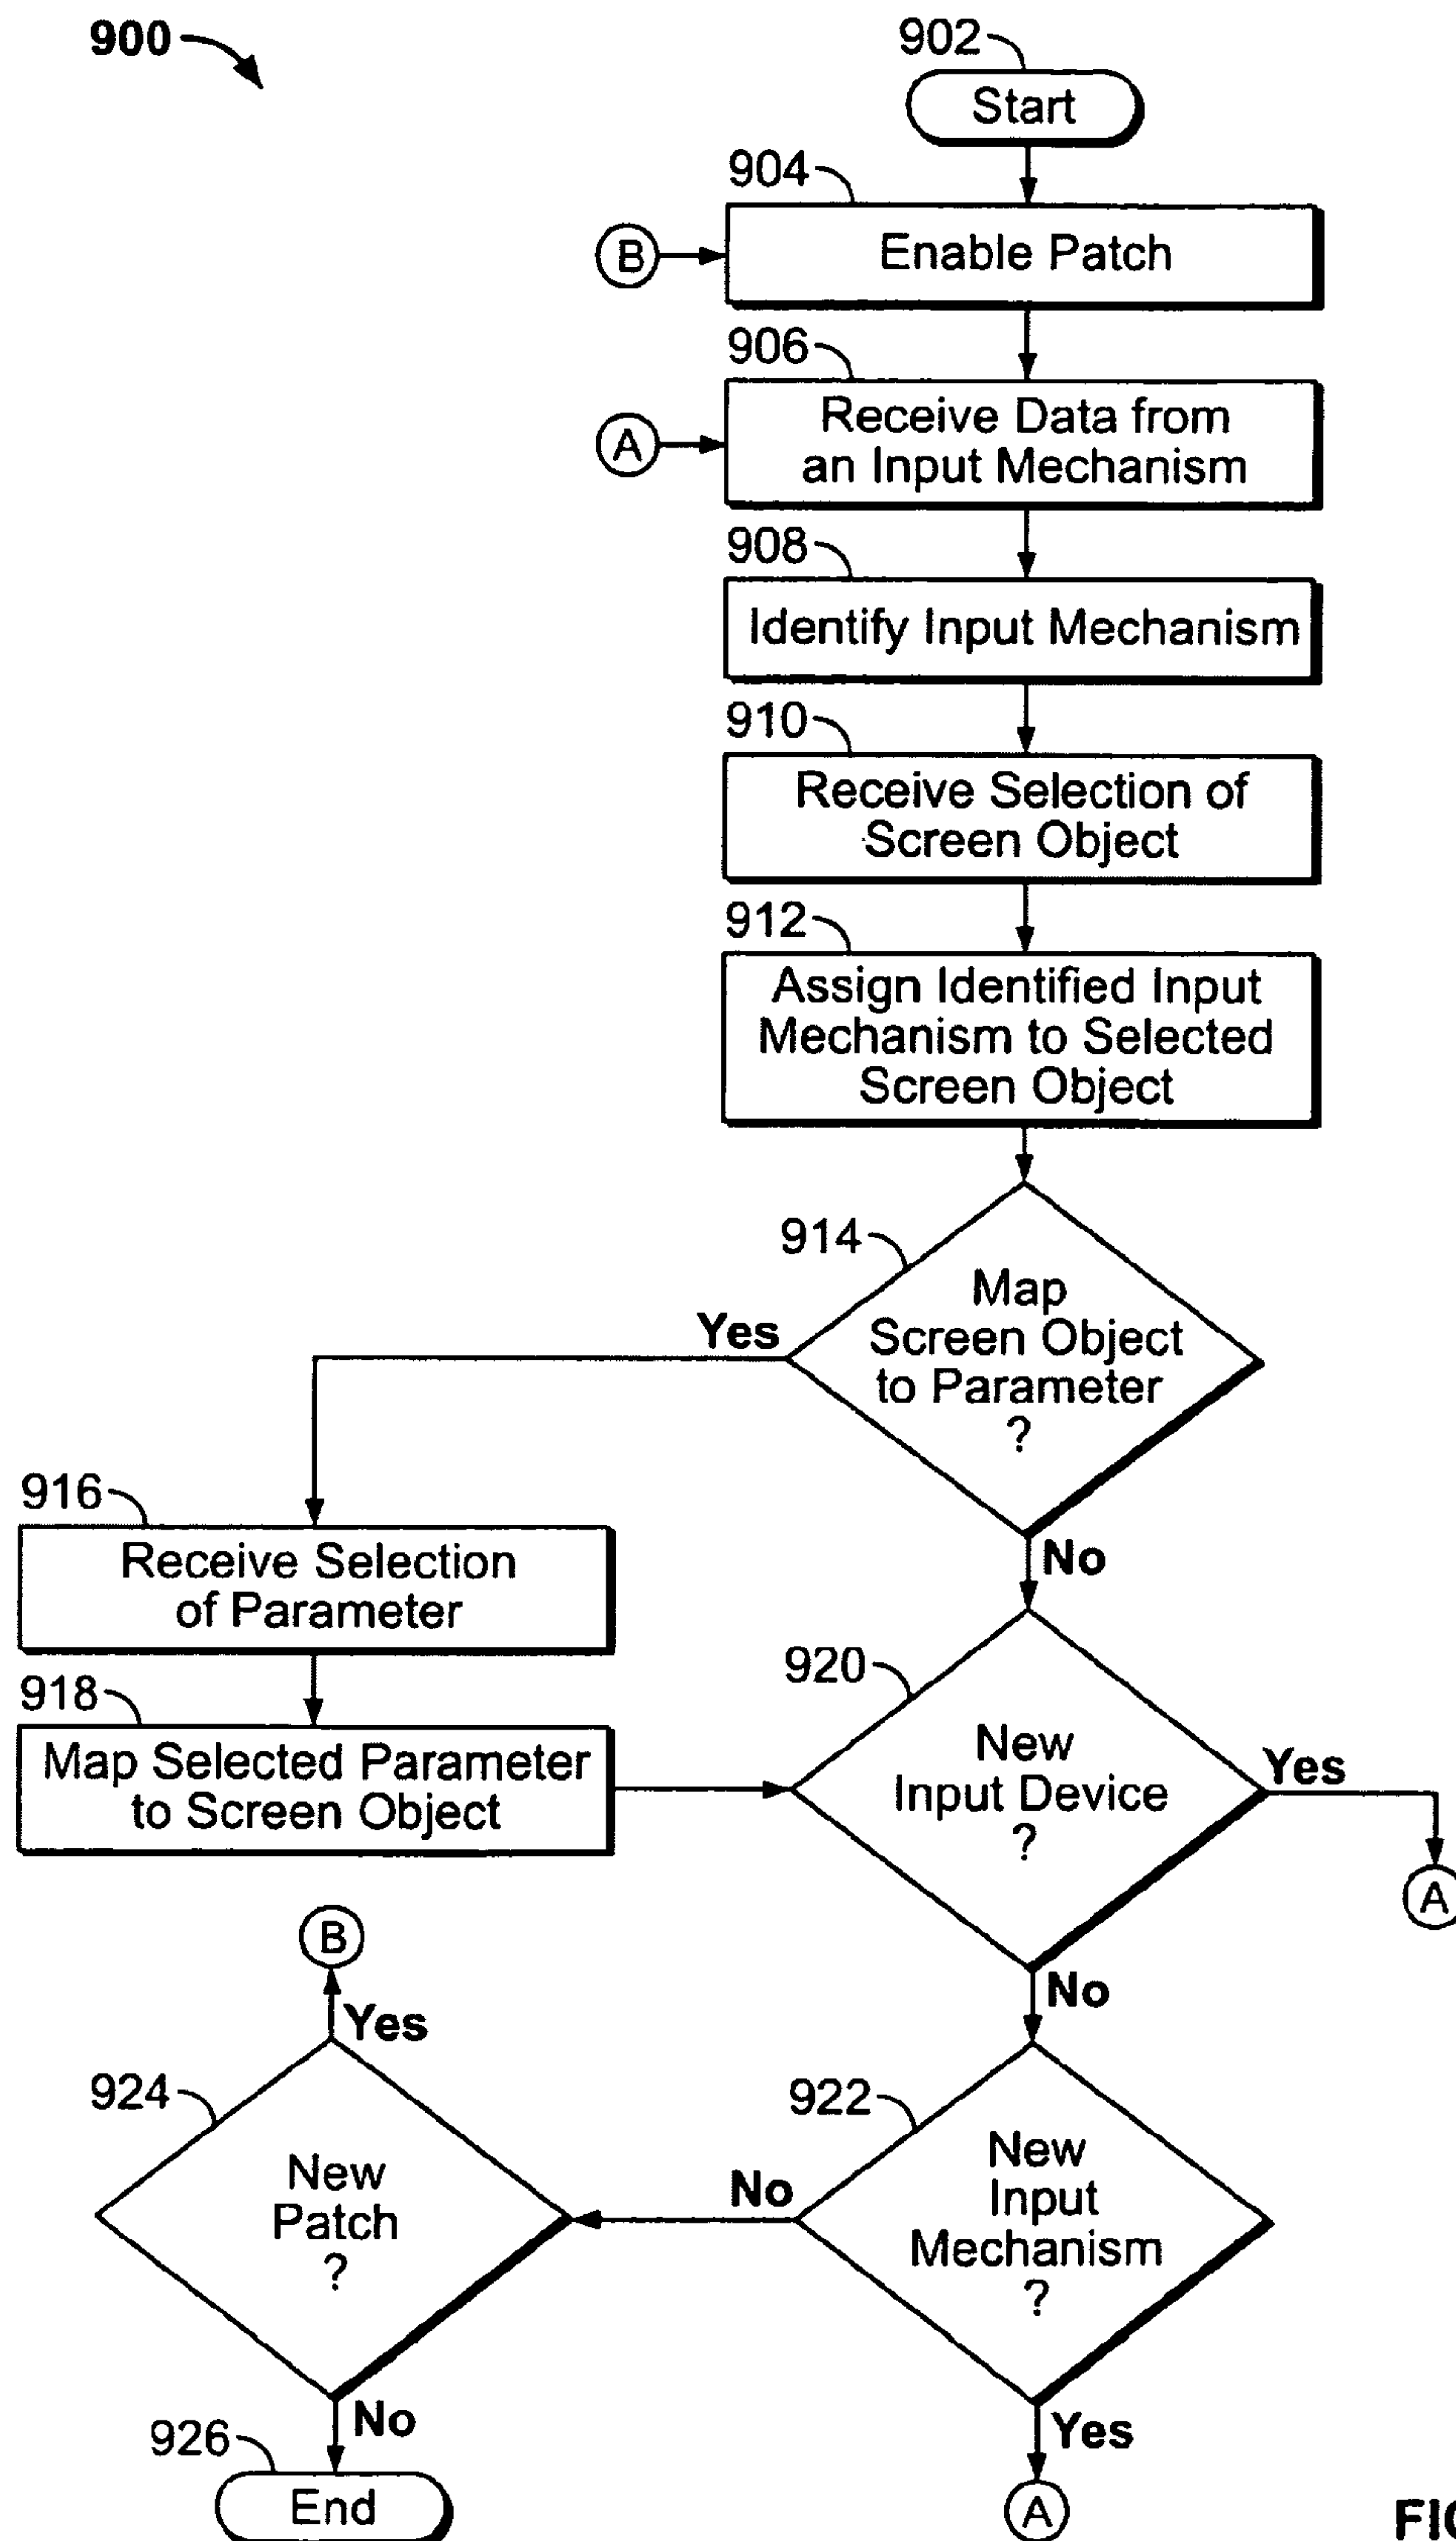 900
902
Start
904
B
Enable Patch
906
A
Receive Data from
an Input Mechanism
908
Identify Input Mechanism
910
Receive Selection of
Screen Object
912
Assign Identified Input
Mechanism to Selected
Screen Object
914
Map
Screen Object
to Parameter
?
Yes
No
916
Receive Selection
of Parameter
918
Map Selected Parameter
to Screen Object
920
New
Input Device
?
Yes
A
No
922
New
Input
Mechanism
?
No
Yes
A
B
Yes
924
New
Patch
?
No
926
End